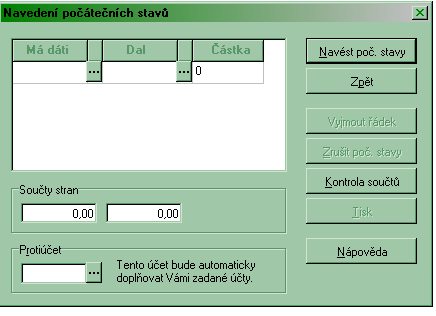 Navedení počátečních stavů
Má dáti Dal Částka
... ... 0
Navést poč. stavy
Zpět
Vyjmout řádek
Zrušit poč. stavy
Kontrola součtů
Tisk
Nápověda
Součty stran
0,00 0,00
Protiúčet
... Tento účet bude automaticky
doplňovat Vámi zadané účty.